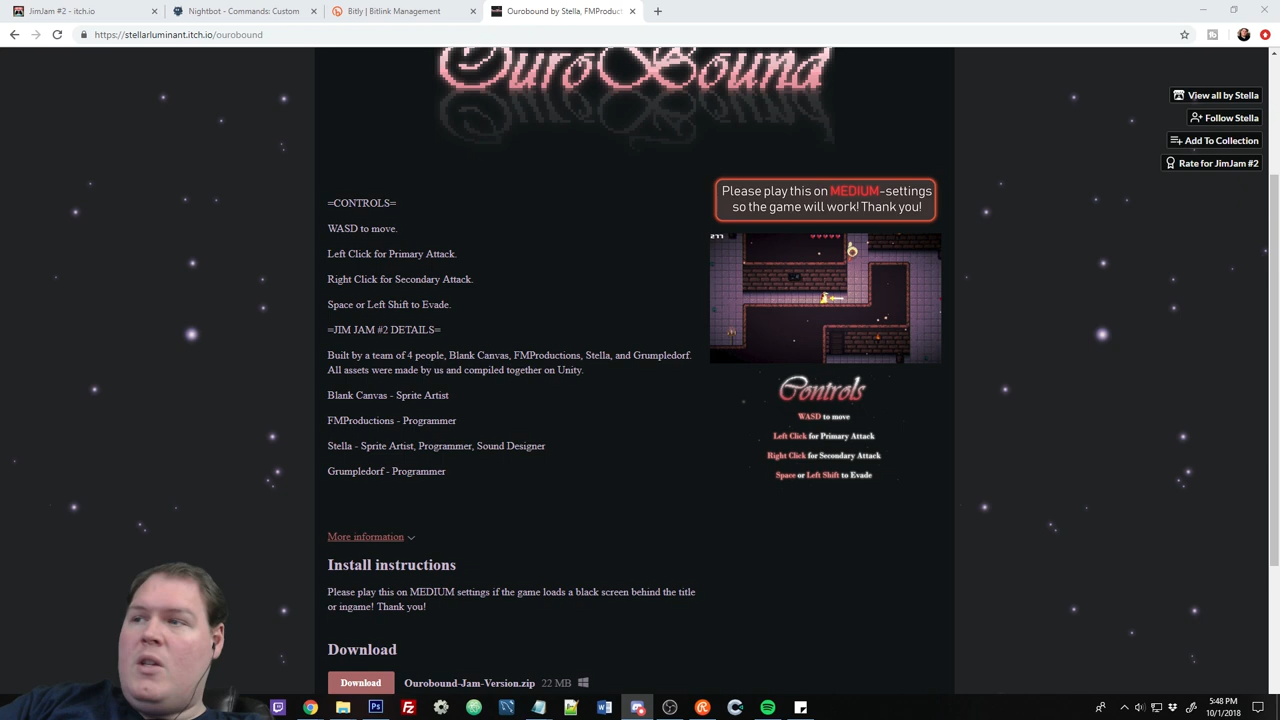 JimJam #2 - itch.io
Nightbot - Commands: Custom
Bitly | Bitlink Management
Ourobound by Stella, FMProduct
https://stellarluminant.itch.io/ourobound
OuroBound
View all by Stella
Follow Stella
Add To Collection
Rate for JimJam #2
=CONTROLS=
WASD to move.
Left Click for Primary Attack.
Right Click for Secondary Attack.
Space or Left Shift to Evade.
=JIM JAM #2 DETAILS=
Built by a team of 4 people, Blank Canvas, FMProductions, Stella, and Grumpledorf.
All assets were made by us and compiled together on Unity.
Blank Canvas - Sprite Artist
FMProductions - Programmer
Stella - Sprite Artist, Programmer, Sound Designer
Grumpledorf - Programmer
More information
Install instructions
Please play this on MEDIUM settings if the game loads a black screen behind the title
or ingame! Thank you!
Download
Download
Ourobound-Jam-Version.zip 22 MB
Please play this on MEDIUM-settings
so the game will work! Thank you!
Controls
WASD to move
Left Click for Primary Attack
Right Click for Secondary Attack
Space or Left Shift to Evade
5:48 PM
10/1/2018